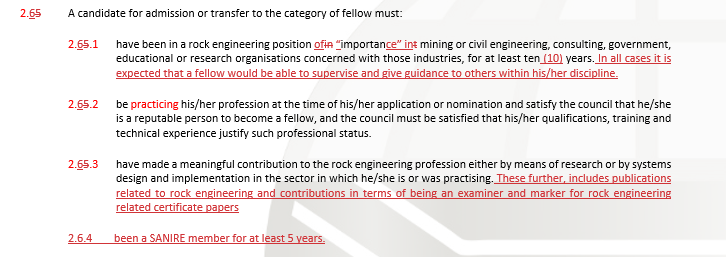 2.65 A candidate for admission or transfer to the category of fellow must:
2.65.1 have been in a rock engineering position ofin “importance” int mining or civil engineering, consulting, government,
educational or research organisations concerned with those industries, for at least ten (10) years. In all cases it is
expected that a fellow would be able to supervise and give guidance to others within his/her discipline.
2.65.2 be practicing his/her profession at the time of his/her application or nomination and satisfy the council that he/she
is a reputable person to become a fellow, and the council must be satisfied that his/her qualifications, training and
technical experience justify such professional status.
2.65.3 have made a meaningful contribution to the rock engineering profession either by means of research or by systems
design and implementation in the sector in which he/she is or was practising. These further, includes publications
related to rock engineering and contributions in terms of being an examiner and marker for rock engineering
related certificate papers
2.6.4 been a SANIRE member for at least 5 years.